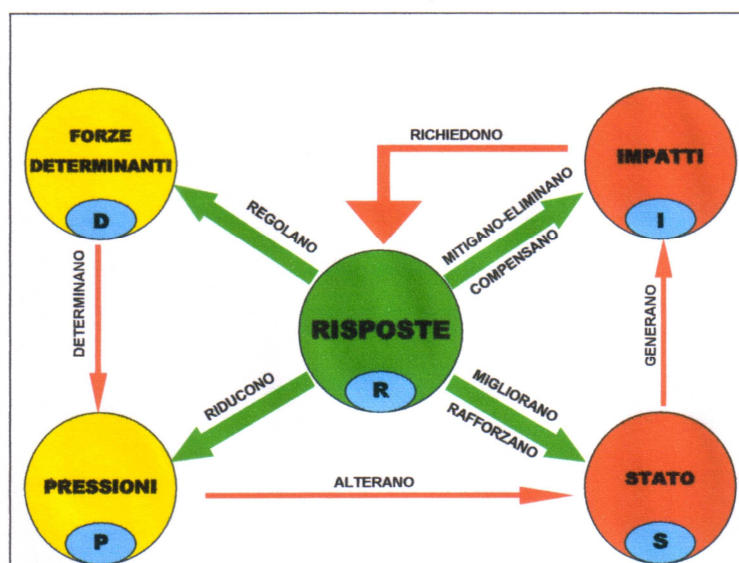 FORZE
DETERMINANTI
D
RICHIEDONO
IMPATTI
I
REGOLANO
MITIGANO-ELIMINANO
COMPENSANO
DETERMINANO
RISPOSTE
R
GENERANO
RIDUCONO
MIGLIORANO
RAFFORZANO
PRESSIONI
P
ALTERANO
STATO
S